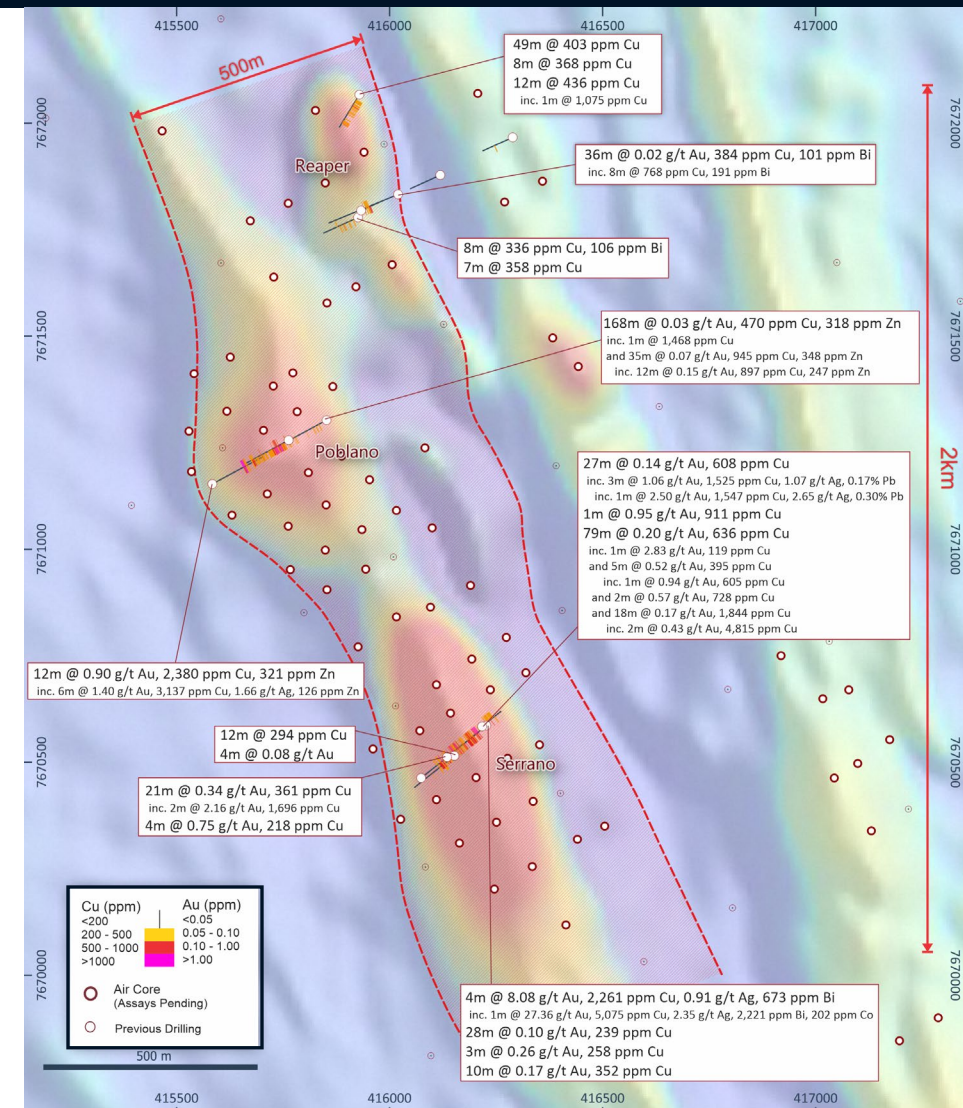 415500
416000
416500
417000
500m
49m @ 403 ppm Cu
8m @ 368 ppm Cu
12m @ 436 ppm Cu
inc. 1m @ 1,075 ppm Cu
7672000
7672000
Reaper
36m @ 0.02 g/t Au, 384 ppm Cu, 101 ppm Bi
inc. 8m @ 768 ppm Cu, 191 ppm Bi
8m @ 336 ppm Cu, 106 ppm Bi
7m @ 358 ppm Cu
7671500
7671500
168m @ 0.03 g/t Au, 470 ppm Cu, 318 ppm Zn
inc. 1m @ 1,468 ppm Cu
and 35m @ 0.07 g/t Au, 945 ppm Cu, 348 ppm Zn
inc. 12m @ 0.15 g/t Au, 897 ppm Cu, 247 ppm Zn
Poblano
2km
27m @ 0.14 g/t Au, 608 ppm Cu
inc. 3m @ 1.06 g/t Au, 1,525 ppm Cu, 1.07 g/t Ag, 0.17% Pb
inc. 1m @ 2.50 g/t Au, 1,547 ppm Cu, 2.65 g/t Ag, 0.30% Pb
1m @ 0.95 g/t Au, 911 ppm Cu
79m @ 0.20 g/t Au, 636 ppm Cu
inc. 1m @ 2.83 g/t Au, 119 ppm Cu
and 5m @ 0.52 g/t Au, 395 ppm Cu
inc. 1m @ 0.94 g/t Au, 605 ppm Cu
and 2m @ 0.57 g/t Au, 728 ppm Cu
and 18m @ 0.17 g/t Au, 1,844 ppm Cu
inc. 2m @ 0.43 g/t Au, 4,815 ppm Cu
7671000
7671000
12m @ 0.90 g/t Au, 2,380 ppm Cu, 321 ppm Zn
inc. 6m @ 1.40 g/t Au, 3,137 ppm Cu, 1.66 g/t Ag, 126 ppm Zn
12m @ 294 ppm Cu
4m @ 0.08 g/t Au
Serrano
7670500
7670500
21m @ 0.34 g/t Au, 361 ppm Cu
inc. 2m @ 2.16 g/t Au, 1,696 ppm Cu
4m @ 0.75 g/t Au, 218 ppm Cu
Cu (ppm) Au (ppm)
<200 <0.05
200 - 500 0.05 - 0.10
500 - 1000 0.10 - 1.00
>1000 >1.00
Air Core
(Assays Pending)
Previous Drilling
500 m
7670000
7670000
4m @ 8.08 g/t Au, 2,261 ppm Cu, 0.91 g/t Ag, 673 ppm Bi
inc. 1m @ 27.36 g/t Au, 5,075 ppm Cu, 2.35 g/t Ag, 2,221 ppm Bi, 202 ppm Co
28m @ 0.10 g/t Au, 239 ppm Cu
3m @ 0.26 g/t Au, 258 ppm Cu
10m @ 0.17 g/t Au, 352 ppm Cu
415500
416000
416500
417000